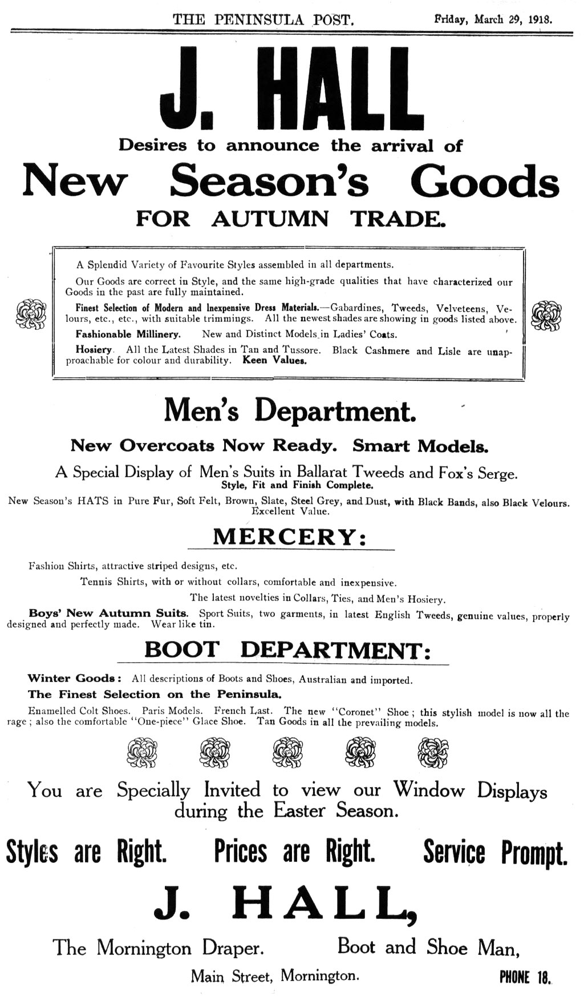 THE PENINSULA POST.
Friday, March 29, 1918.
J. HALL
Desires to announce the arrival of
New Season's Goods
FOR AUTUMN TRADE.
A Splendid Variety of Favourite Styles assembled in all departments.
Our Goods are correct in Style, and the same high-grade qualities that have characterized our
Goods in the past are fully maintained.
Finest Selection of Modern and Inexpensive Dress Materials.—Gabardines, Tweeds, Velveteens, Ve-
lours, etc., etc., with suitable trimmings. All the newest shades are showing in goods listed above.
Fashionable Millinery. New and Distinct Models in Ladies' Coats.
Hosiery. All the Latest Shades in Tan and Tussore. Black Cashmere and Lisle are unap-
proachable for colour and durability. Keen Values.
Men's Department.
New Overcoats Now Ready. Smart Models.
A Special Display of Men's Suits in Ballarat Tweeds and Fox's Serge.
Style, Fit and Finish Complete.
New Season's HATS in Pure Fur, Soft Felt, Brown, Slate, Steel Grey, and Dust, with Black Bands, also Black Velours.
Excellent Value.
MERCERY:
Fashion Shirts, attractive striped designs, etc.
Tennis Shirts, with or without collars, comfortable and inexpensive.
The latest novelties in Collars, Ties, and Men's Hosiery.
Boys' New Autumn Suits. Sport Suits, two garments, in latest English Tweeds, genuine values, properly
designed and perfectly made. Wear like tin.
BOOT DEPARTMENT:
Winter Goods: All descriptions of Boots and Shoes, Australian and imported.
The Finest Selection on the Peninsula.
Enamelled Colt Shoes. Paris Models. French Last. The new "Coronet" Shoe; this stylish model is now all the
rage; also the comfortable "One-piece" Glace Shoe. Tan Goods in all the prevailing models.
You are Specially Invited to view our Window Displays
during the Easter Season.
Styles are Right. Prices are Right. Service Prompt.
J. HALL,
The Mornington Draper. Boot and Shoe Man,
Main Street, Mornington. PHONE 18.